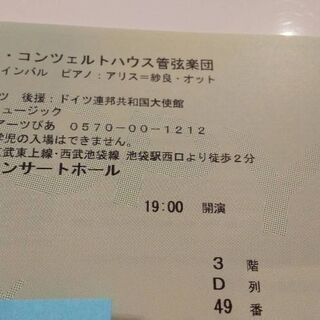 ・コンツェルトハウス管弦楽団
インバル ピアノ：アリス＝紗良・オット
ツ 後援：ドイツ連邦共和国大使館
ュージック
アーツぴあ 0570-00-1212
学児の入場はできません。
東武東上線・西武池袋線 池袋駅西口より徒歩2分
ンサートホール
19:00 開演
3 階
D 列
49 番